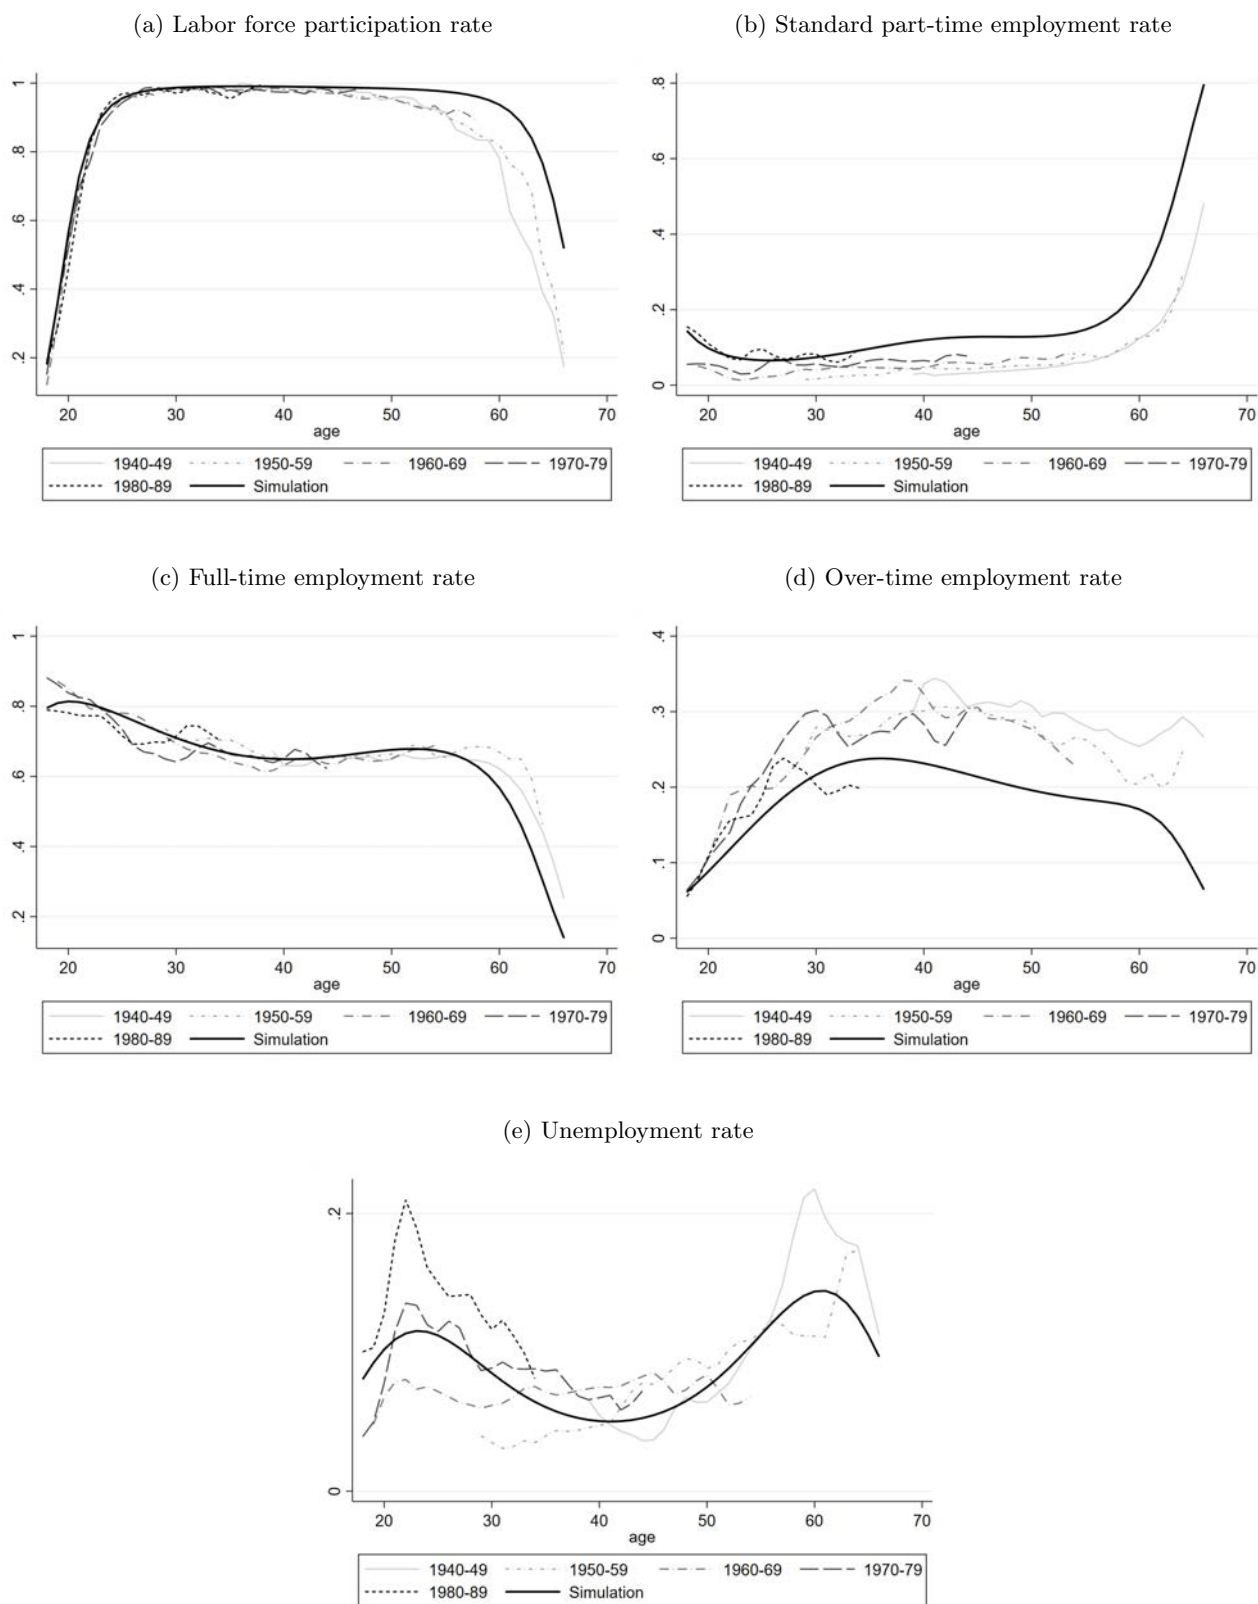 (a) Labor force participation rate
(b) Standard part-time employment rate
1
.8
.6
.4
.2
20 30 40 50 60 70
age
1940-49 1950-59 1960-69 1970-79
1980-89 Simulation
.8
.6
.4
.2
0
20 30 40 50 60 70
age
1940-49 1950-59 1960-69 1970-79
1980-89 Simulation
(c) Full-time employment rate
(d) Over-time employment rate
1
.8
.6
.4
.2
20 30 40 50 60 70
age
1940-49 1950-59 1960-69 1970-79
1980-89 Simulation
.4
.3
.2
.1
0
20 30 40 50 60 70
age
1940-49 1950-59 1960-69 1970-79
1980-89 Simulation
(e) Unemployment rate
.2
0
20 30 40 50 60 70
age
1940-49 1950-59 1960-69 1970-79
1980-89 Simulation